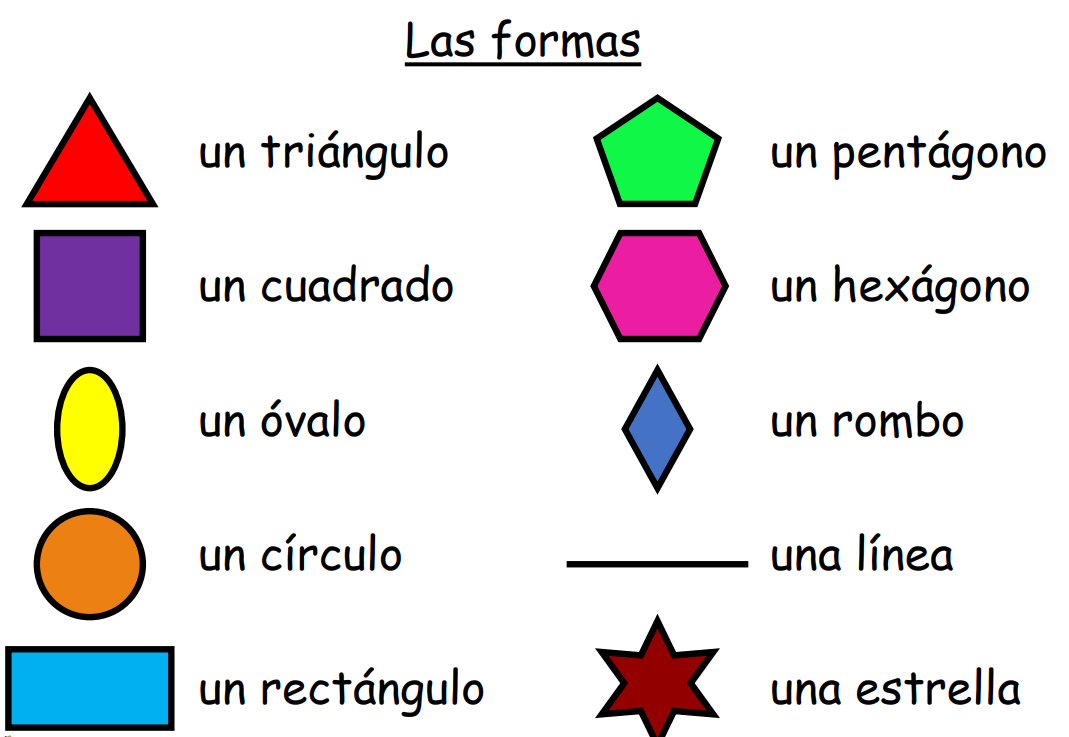 Las formas
un triángulo
un pentágono
un cuadrado
un hexágono
un óvalo
un rombo
un círculo
una línea
un rectángulo
una estrella